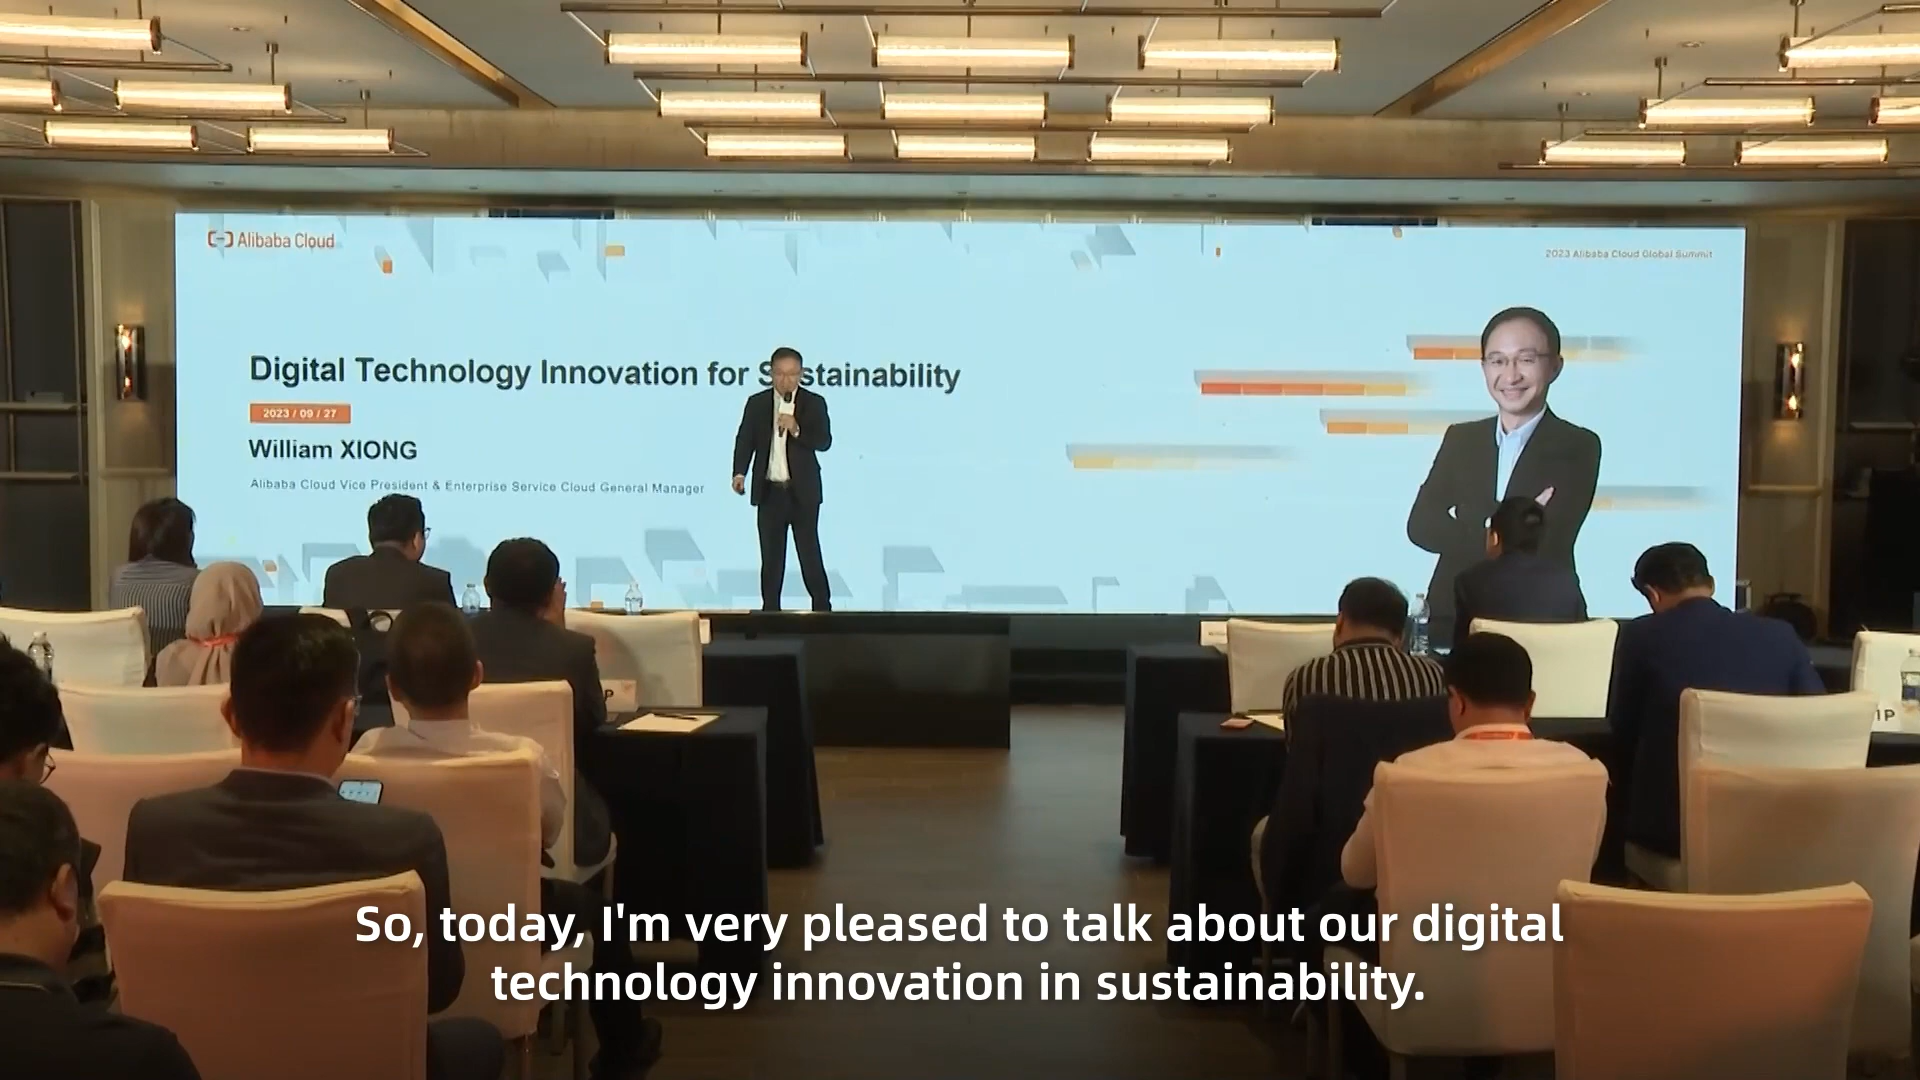 Alibaba Cloud
2023 Alibaba Cloud Global Summit
Digital Technology Innovation for Sustainability
2023 / 09 / 27
William XIONG
Alibaba Cloud Vice President & Enterprise Service Cloud General Manager
So, today, I'm very pleased to talk about our digital
technology innovation in sustainability.